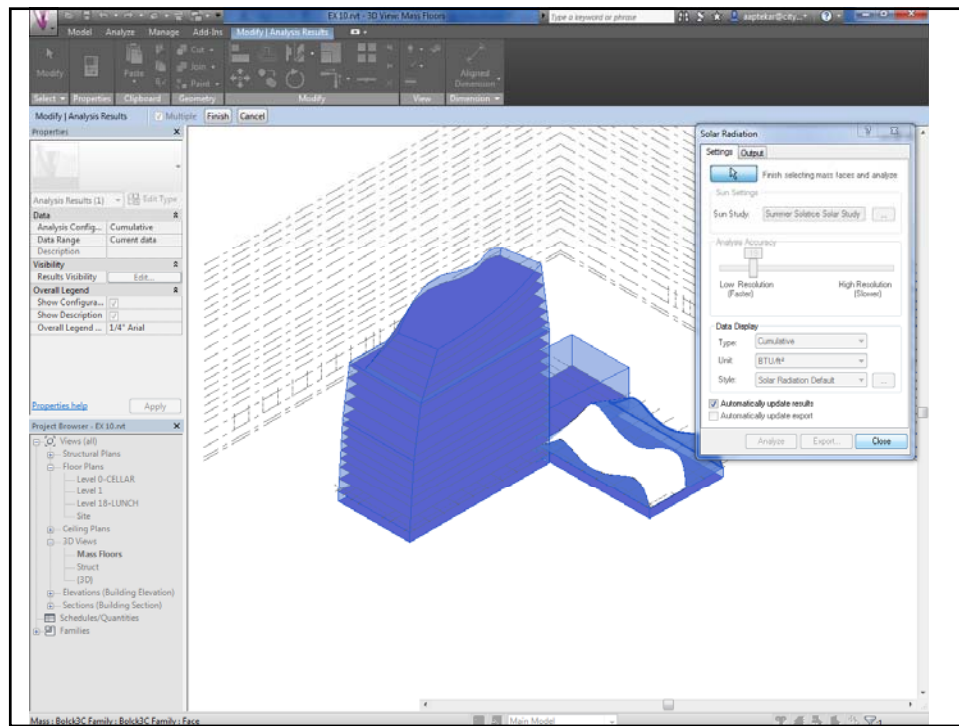 EX 10.rvt - 3D View: Mass Floors
Type a keyword or phrase
aaptekar@city...
Model Analyze Manage Add-Ins Modify | Analysis Results
Cut
Join
Paint
Modify
Paste
Aligned Dimension
Select Properties Clipboard Geometry Modify View Dimension
Modify | Analysis Results Multiple Finish Cancel
Properties
Analysis Results (1) Edit Type
Data
Analysis Config... Cumulative
Data Range Current data
Description
Visibility
Results Visibility Edit...
Overall Legend
Show Configura...
Show Description
Overall Legend ... 1/4" Arial
Properties help Apply
Project Browser - EX 10.rvt
Views (all)
Structural Plans
Floor Plans
Level 0-CELLAR
Level 1
Level 18-LUNCH
Site
Ceiling Plans
3D Views
Mass Floors
Struct
{3D}
Elevations (Building Elevation)
Sections (Building Section)
Schedules/Quantities
Families
Solar Radiation
Settings Output
Finish selecting mass faces and analyze
Sun Settings
Sun Study: Summer Solstice Solar Study ...
Analysis Accuracy
Low Resolution (Faster)
High Resolution (Slower)
Data Display
Type: Cumulative
Unit: BTU/ft²
Style: Solar Radiation Default ...
Automatically update results
Automatically update export
Analyze Export... Close
Mass : Bolck3C Family : Bolck3C Family : Face
Main Model